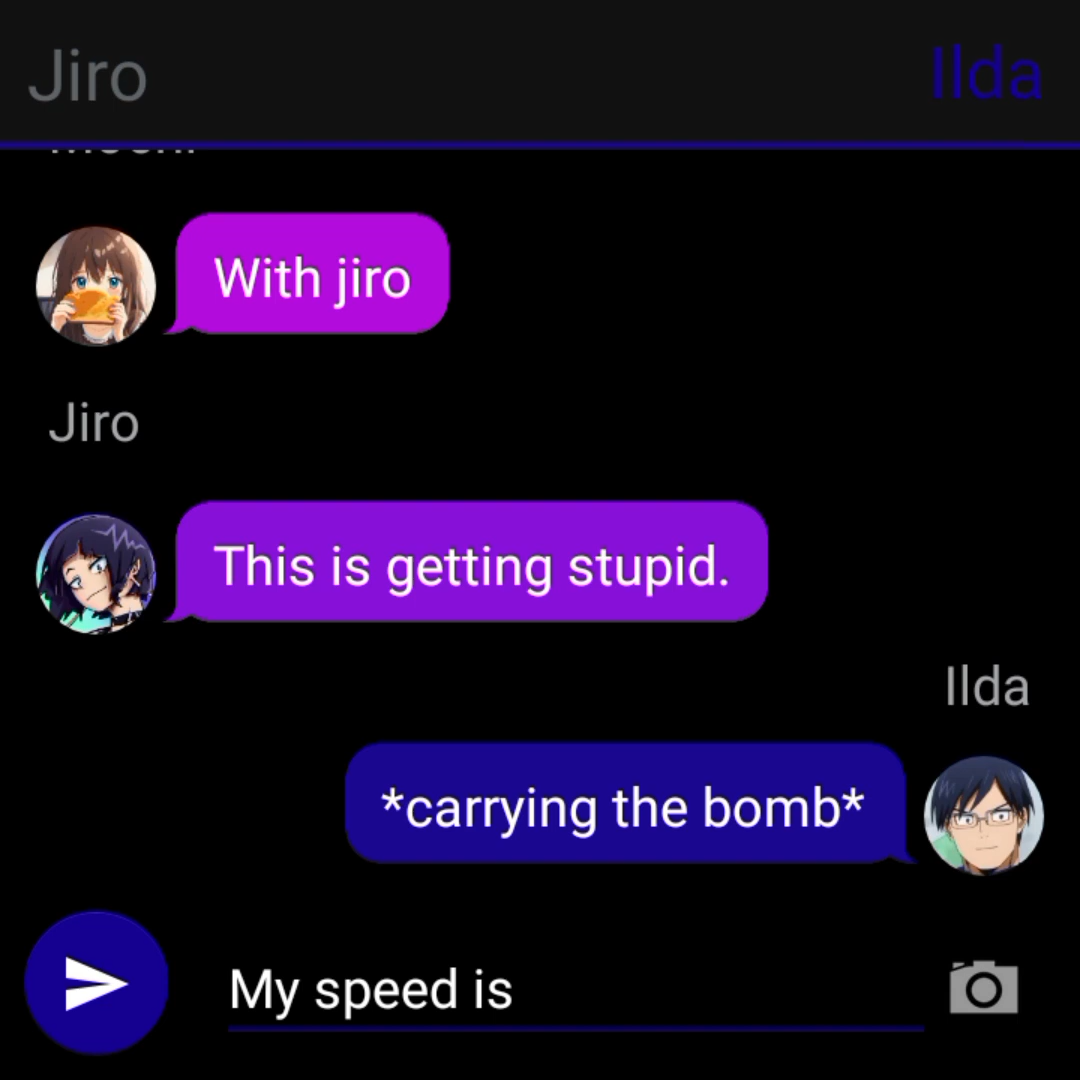 Jiro
Ilda
With jiro
Jiro
This is getting stupid.
Ilda
*carrying the bomb*
My speed is